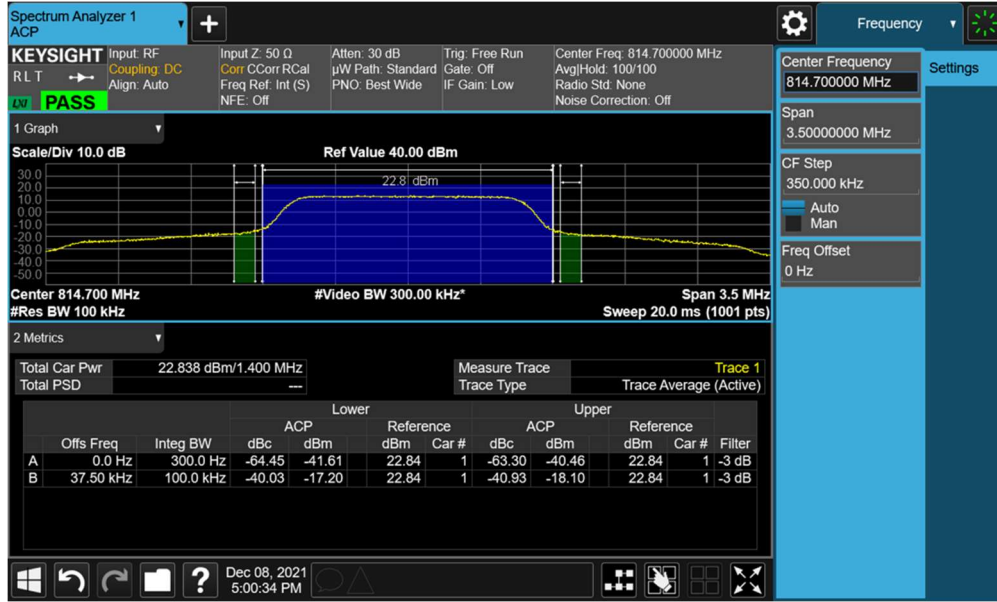 Spectrum Analyzer 1
ACP
Frequency
KEYSIGHT
R L T
LXI PASS
Input: RF
Coupling: DC
Align: Auto
Input Z: 50 Ω
Corr CCorr RCal
Freq Ref: Int (S)
NFE: Off
Atten: 30 dB
µW Path: Standard
PNO: Best Wide
Trig: Free Run
Gate: Off
IF Gain: Low
Center Freq: 814.700000 MHz
Avg|Hold: 100/100
Radio Std: None
Noise Correction: Off
Center Frequency
814.700000 MHz
Settings
Span
3.50000000 MHz
CF Step
350.000 kHz
Auto
Man
Freq Offset
0 Hz
1 Graph
Scale/Div 10.0 dB Ref Value 40.00 dBm
30.0
20.0
10.0
0.00
-10.0
-20.0
-30.0
-40.0
-50.0
22.8 dBm
Center 814.700 MHz #Video BW 300.00 kHz* Span 3.5 MHz
#Res BW 100 kHz Sweep 20.0 ms (1001 pts)
2 Metrics
Total Car Pwr 22.838 dBm/1.400 MHz Measure Trace Trace 1
Total PSD --- Trace Type Trace Average (Active)
Lower Upper
ACP Reference ACP Reference
Offs Freq Integ BW dBc dBm dBm Car # dBc dBm dBm Car # Filter
A 0.0 Hz 300.0 Hz -64.45 -41.61 22.84 1 -63.30 -40.46 22.84 1 -3 dB
B 37.50 kHz 100.0 kHz -40.03 -17.20 22.84 1 -40.93 -18.10 22.84 1 -3 dB
Dec 08, 2021
5:00:34 PM